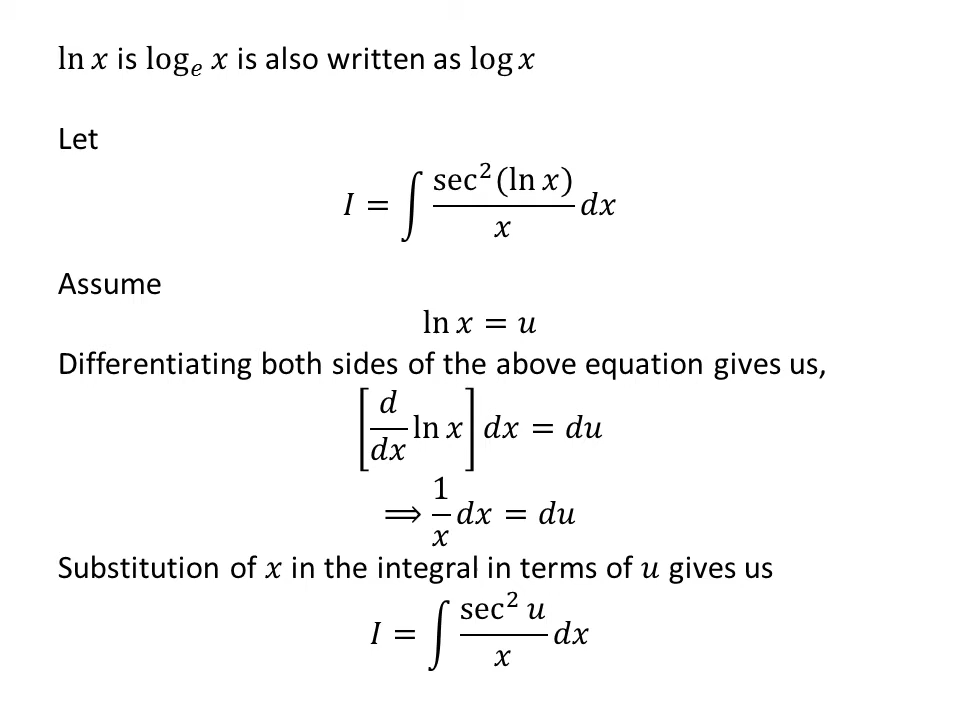 ln x is logₑ x is also written as log x
Let
I = ∫ sec²(ln x)/x dx
Assume
ln x = u
Differentiating both sides of the above equation gives us,
[d/dx ln x] dx = du
⟹ 1/x dx = du
Substitution of x in the integral in terms of u gives us
I = ∫ sec² u/x dx